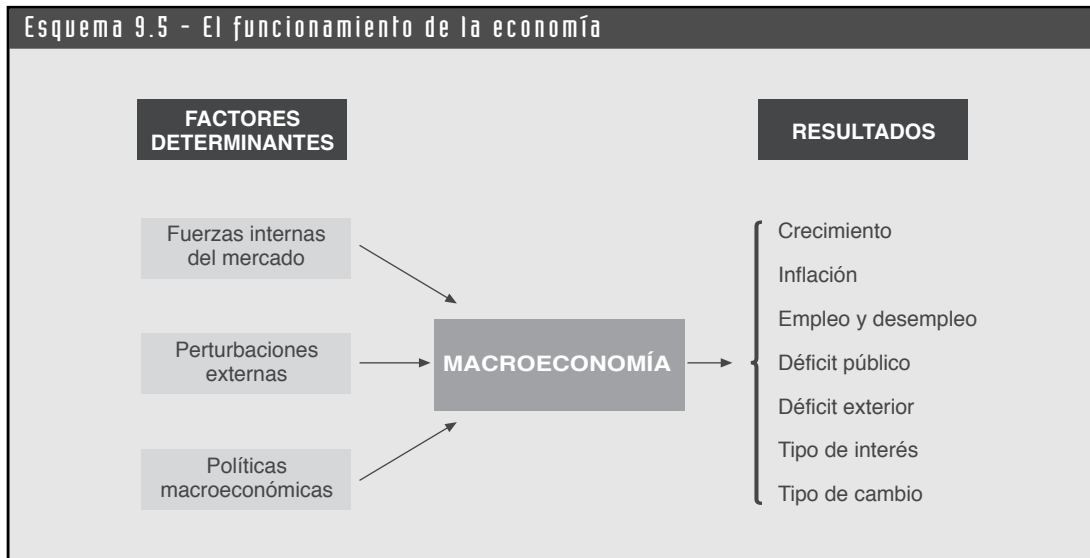 Esquema 9.5 - El funcionamiento de la economía
FACTORES
DETERMINANTES
RESULTADOS
Fuerzas internas
del mercado
Perturbaciones
externas
Políticas
macroeconómicas
MACROECONOMÍA
Crecimiento
Inflación
Empleo y desempleo
Déficit público
Déficit exterior
Tipo de interés
Tipo de cambio